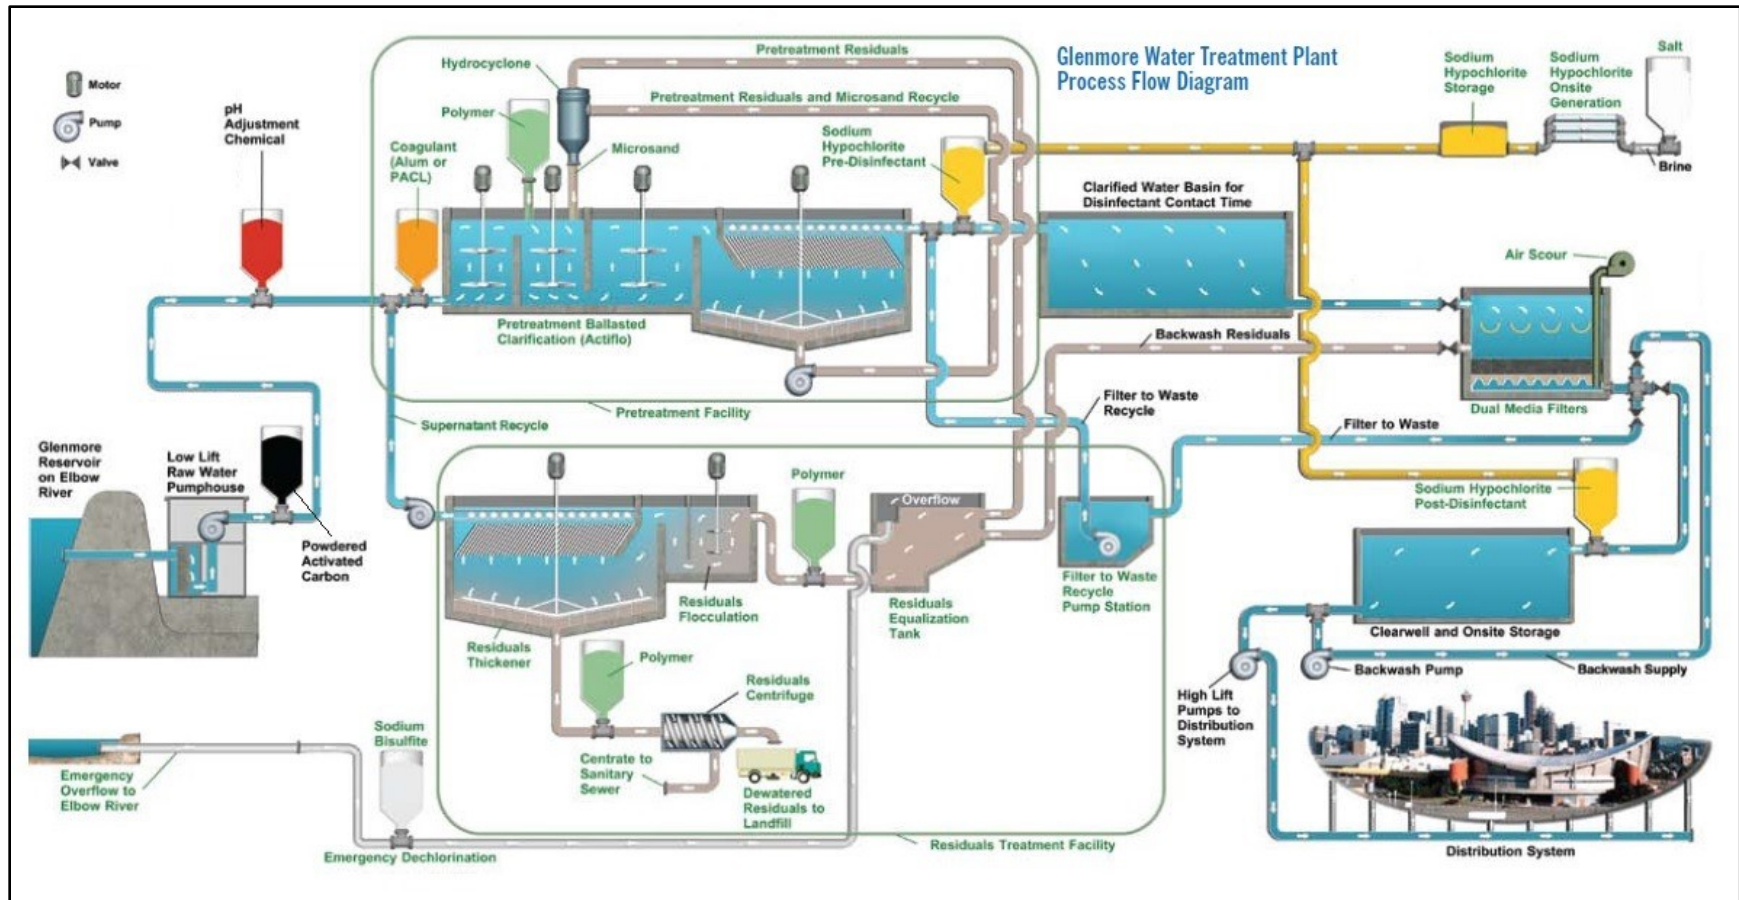 Glenmore Water Treatment Plant
Process Flow Diagram
Motor
Pump
Valve
pH
Adjustment
Chemical
Coagulant
(Alum or
PACL)
Polymer
Hydrocyclone
Pretreatment Residuals
Pretreatment Residuals and Microsand Recycle
Microsand
Sodium
Hypochlorite
Pre-Disinfectant
Sodium
Hypochlorite
Storage
Sodium
Hypochlorite
Onsite
Generation
Salt
Brine
Clarified Water Basin for
Disinfectant Contact Time
Air Scour
Pretreatment Ballasted
Clarification (Actiflo)
Backwash Residuals
Pretreatment Facility
Supernatant Recycle
Filter to Waste
Recycle
Dual Media Filters
Filter to Waste
Glenmore
Reservoir
on Elbow
River
Low Lift
Raw Water
Pumphouse
Powdered
Activated
Carbon
Polymer
Overflow
Sodium Hypochlorite
Post-Disinfectant
Residuals
Flocculation
Residuals
Equalization
Tank
Filter to Waste
Recycle
Pump Station
Residuals
Thickener
Polymer
Residuals
Centrifuge
Clearwell and Onsite Storage
Backwash Pump
Backwash Supply
High Lift
Pumps to
Distribution
System
Sodium
Bisulfite
Centrate to
Sanitary
Sewer
Dewatered
Residuals to
Landfill
Emergency
Overflow to
Elbow River
Emergency Dechlorination
Residuals Treatment Facility
Distribution System